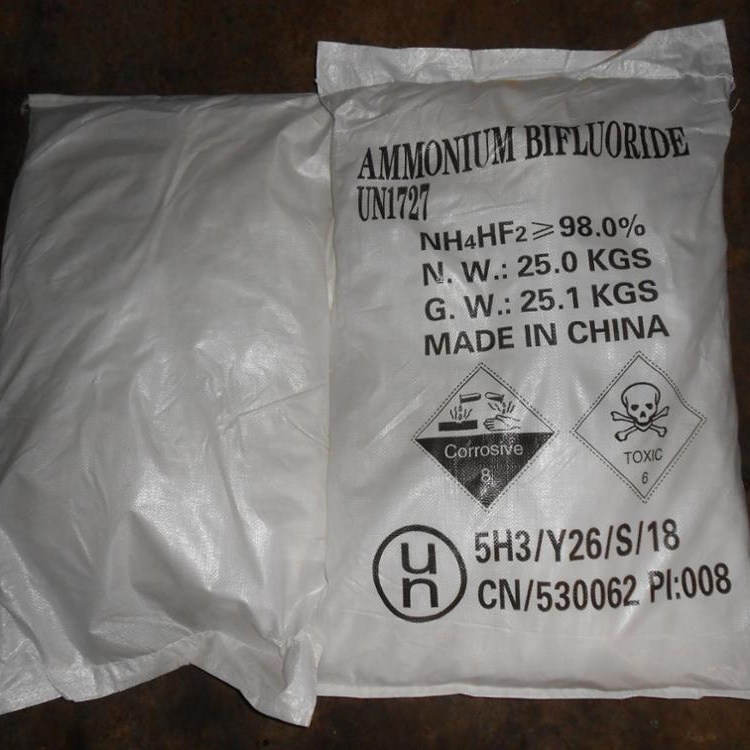 AMMONIUM BIFLUORIDE
UN1727
NH4HF2≥98.0%
N. W.: 25.0 KGS
G. W.: 25.1 KGS
MADE IN CHINA
Corrosive
8
TOXIC
6
un
5H3/Y26/S/18
CN/530062 PI:008